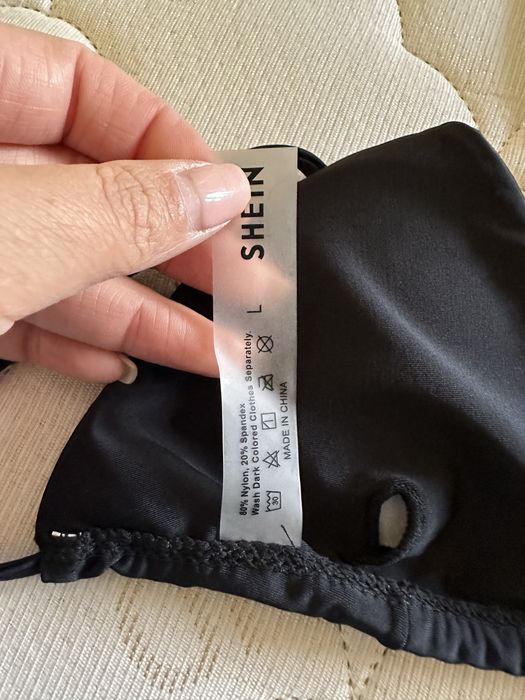 SHEIN
L
80% Nylon, 20% Spandex
Wash Dark Colored Clothes Separately.
30
MADE IN CHINA